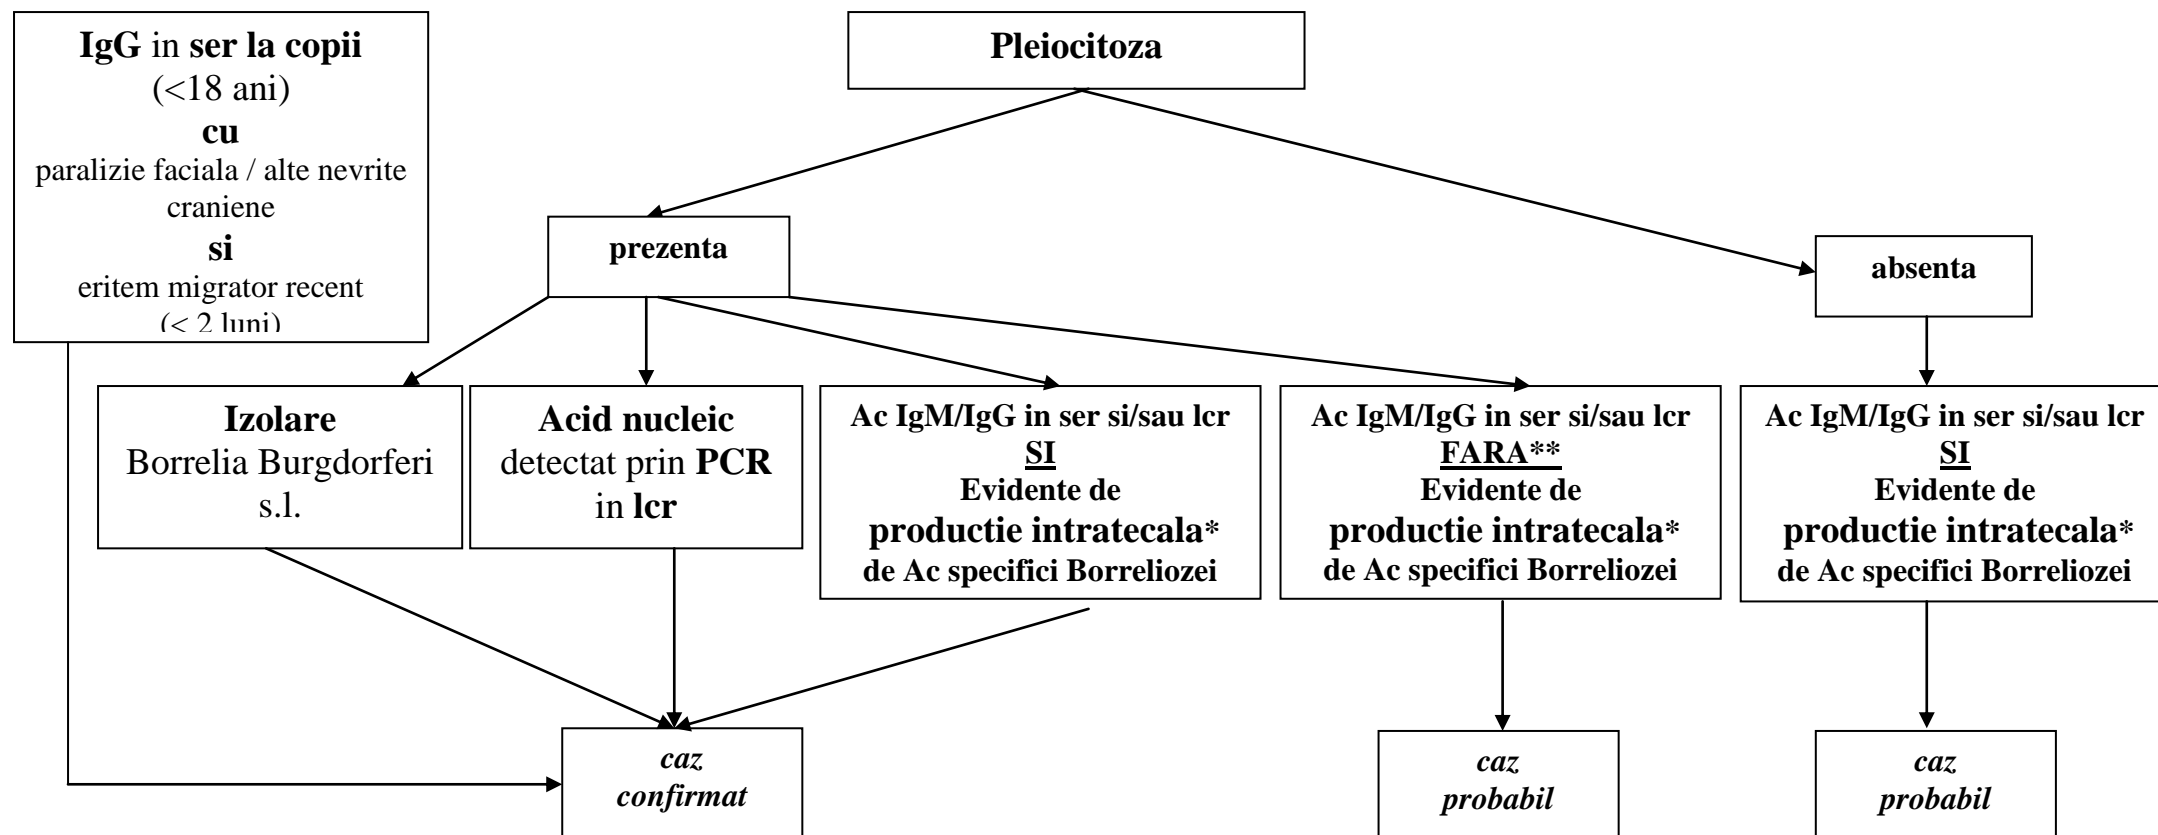 IgG in ser la copii
(<18 ani)
cu
paralizie faciala / alte nevrite
craniene
si
eritem migrator recent
(< 2 luni)
Pleiocitoza
prezenta
absenta
Izolare
Borrelia Burgdorferi
s.l.
Acid nucleic
detectat prin PCR
in lcr
Ac IgM/IgG in ser si/sau lcr
SI
Evidente de
productie intratecala*
de Ac specifici Borreliozei
Ac IgM/IgG in ser si/sau lcr
FARA**
Evidente de
productie intratecala*
de Ac specifici Borreliozei
Ac IgM/IgG in ser si/sau lcr
SI
Evidente de
productie intratecala*
de Ac specifici Borreliozei
caz
confirmat
caz
probabil
caz
probabil